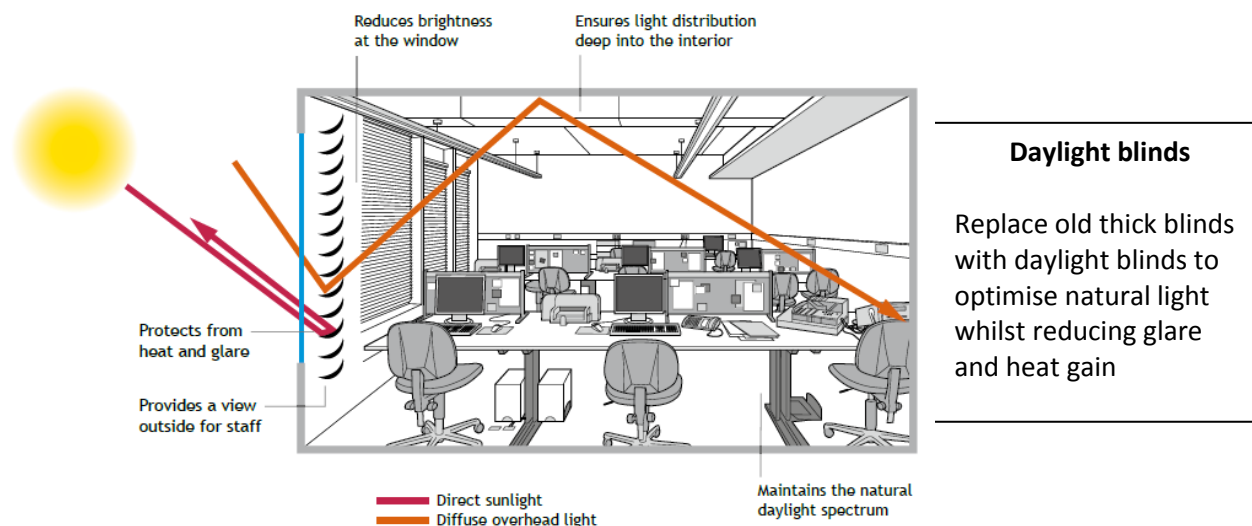 Reduces brightness
at the window
Ensures light distribution
deep into the interior
Protects from
heat and glare
Provides a view
outside for staff
Direct sunlight
Diffuse overhead light
Maintains the natural
daylight spectrum
Daylight blinds
Replace old thick blinds
with daylight blinds to
optimise natural light
whilst reducing glare
and heat gain